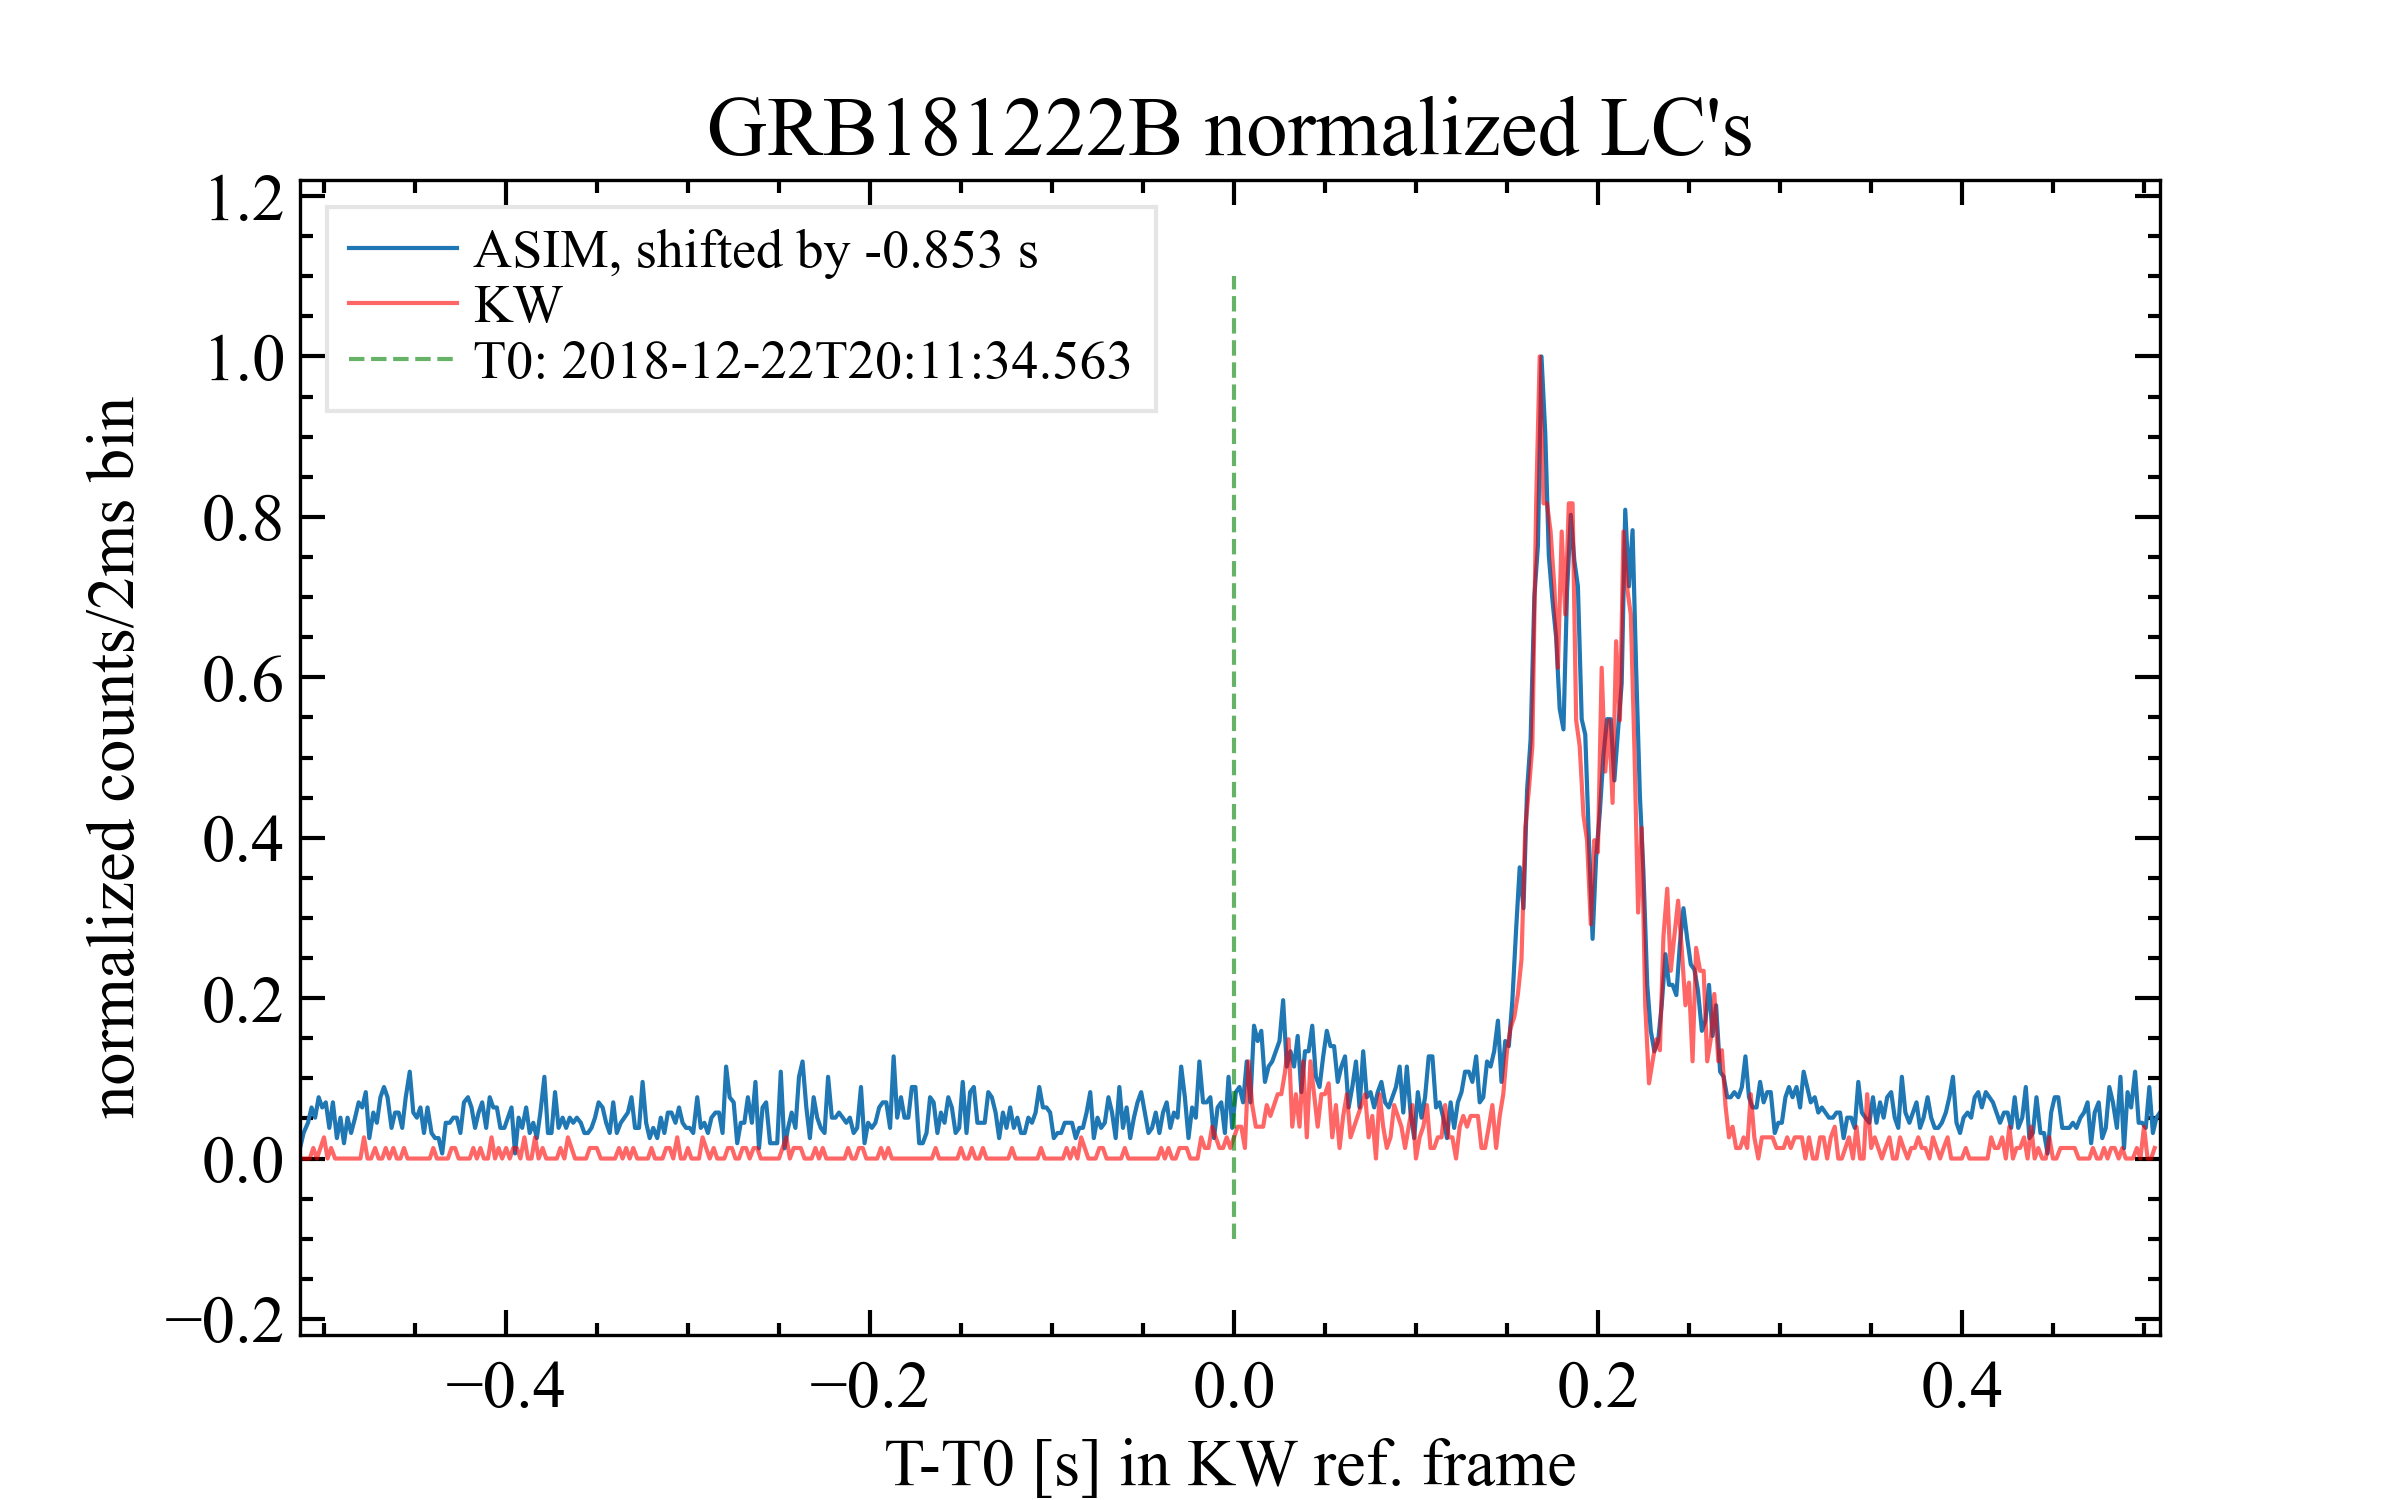 GRB181222B normalized LC's
ASIM, shifted by -0.853 s
KW
T0: 2018-12-22T20:11:34.563
normalized counts/2ms bin
1.2
1.0
0.8
0.6
0.4
0.2
0.0
−0.2
−0.4 −0.2 0.0 0.2 0.4
T-T0 [s] in KW ref. frame